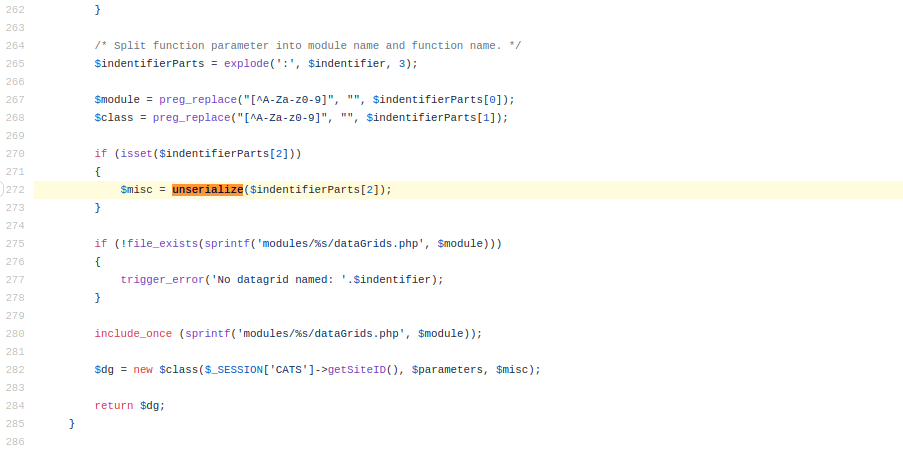 262         }
263
264         /* Split function parameter into module name and function name. */
265         $indentifierParts = explode(':', $indentifier, 3);
266
267         $module = preg_replace("[^A-Za-z0-9]", "", $indentifierParts[0]);
268         $class = preg_replace("[^A-Za-z0-9]", "", $indentifierParts[1]);
269
270         if (isset($indentifierParts[2]))
271         {
272             $misc = unserialize($indentifierParts[2]);
273         }
274
275         if (!file_exists(sprintf('modules/%s/dataGrids.php', $module)))
276         {
277             trigger_error('No datagrid named: '.$indentifier);
278         }
279
280         include_once (sprintf('modules/%s/dataGrids.php', $module));
281
282         $dg = new $class($_SESSION['CATS']->getSiteID(), $parameters, $misc);
283
284         return $dg;
285     }
286